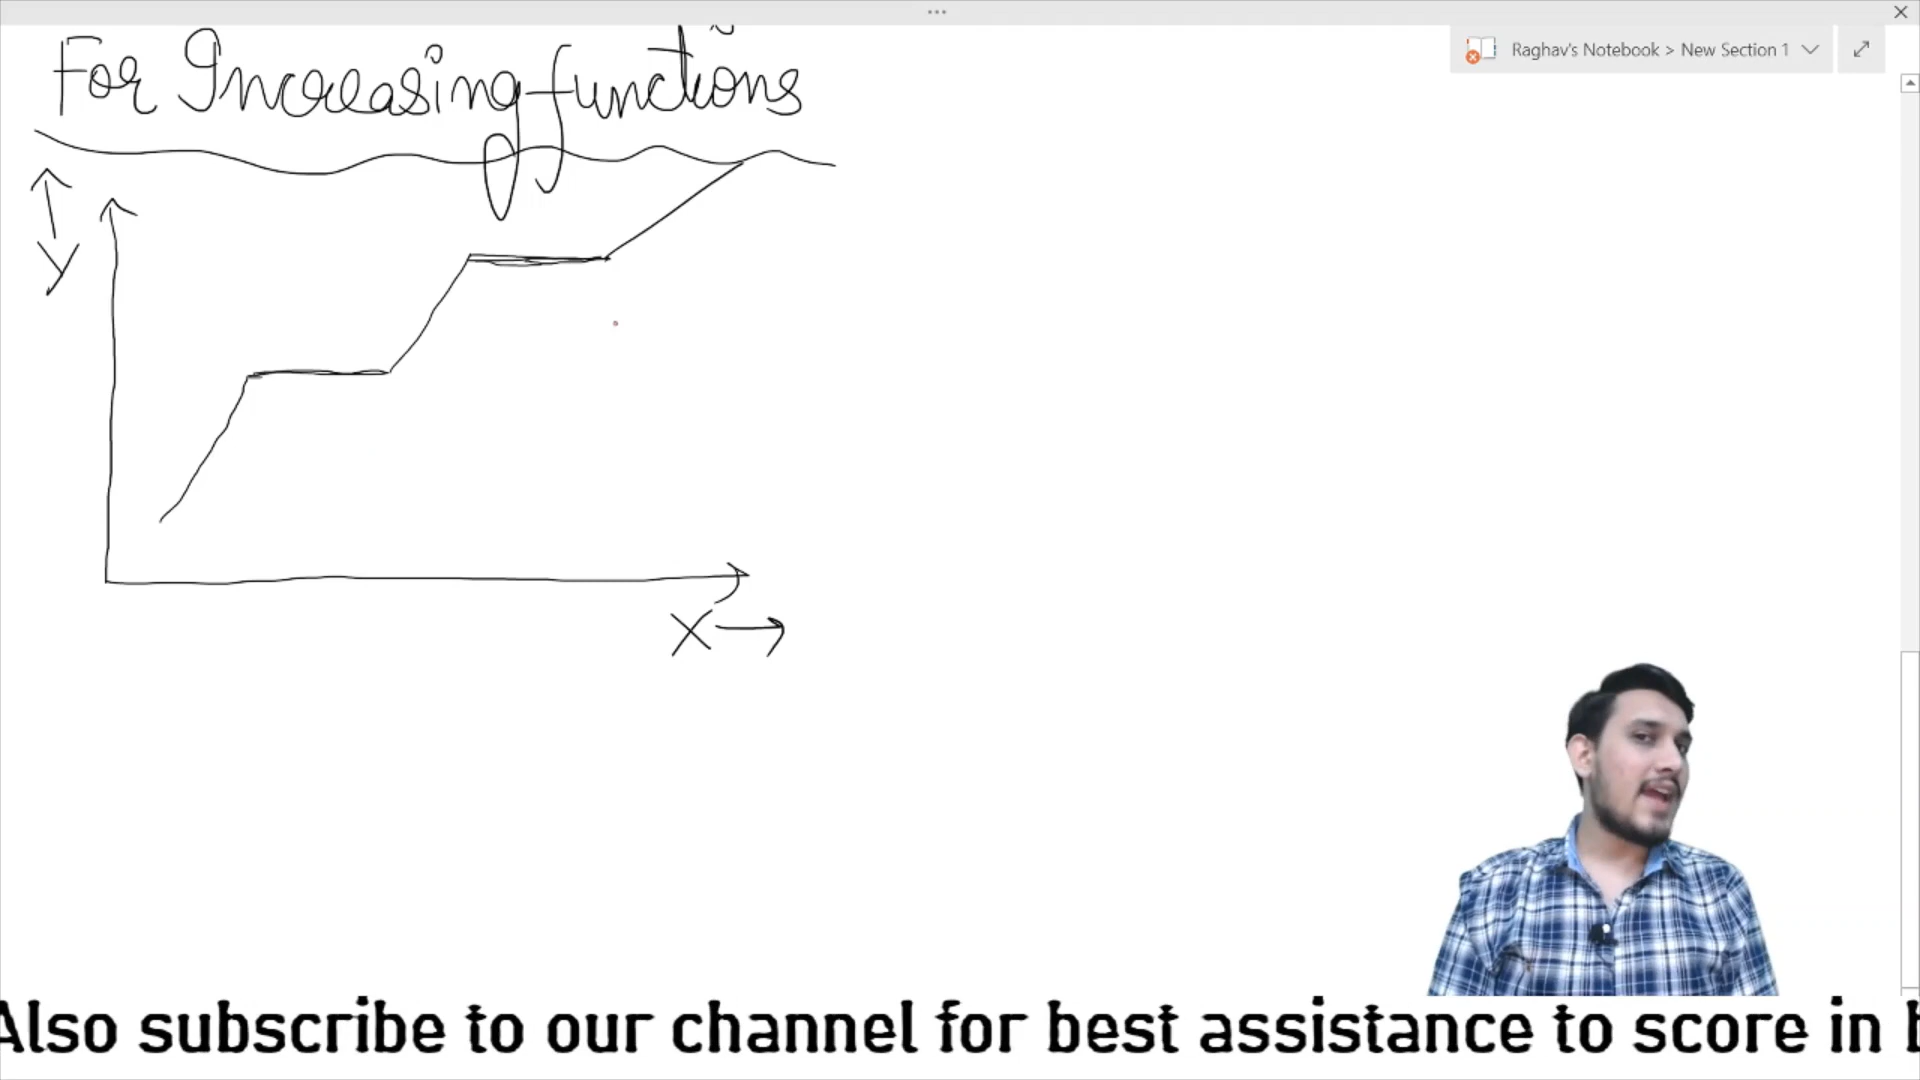 For Increasing functions
Raghav's Notebook > New Section 1
y
X
Also subscribe to our channel for best assistance to score in